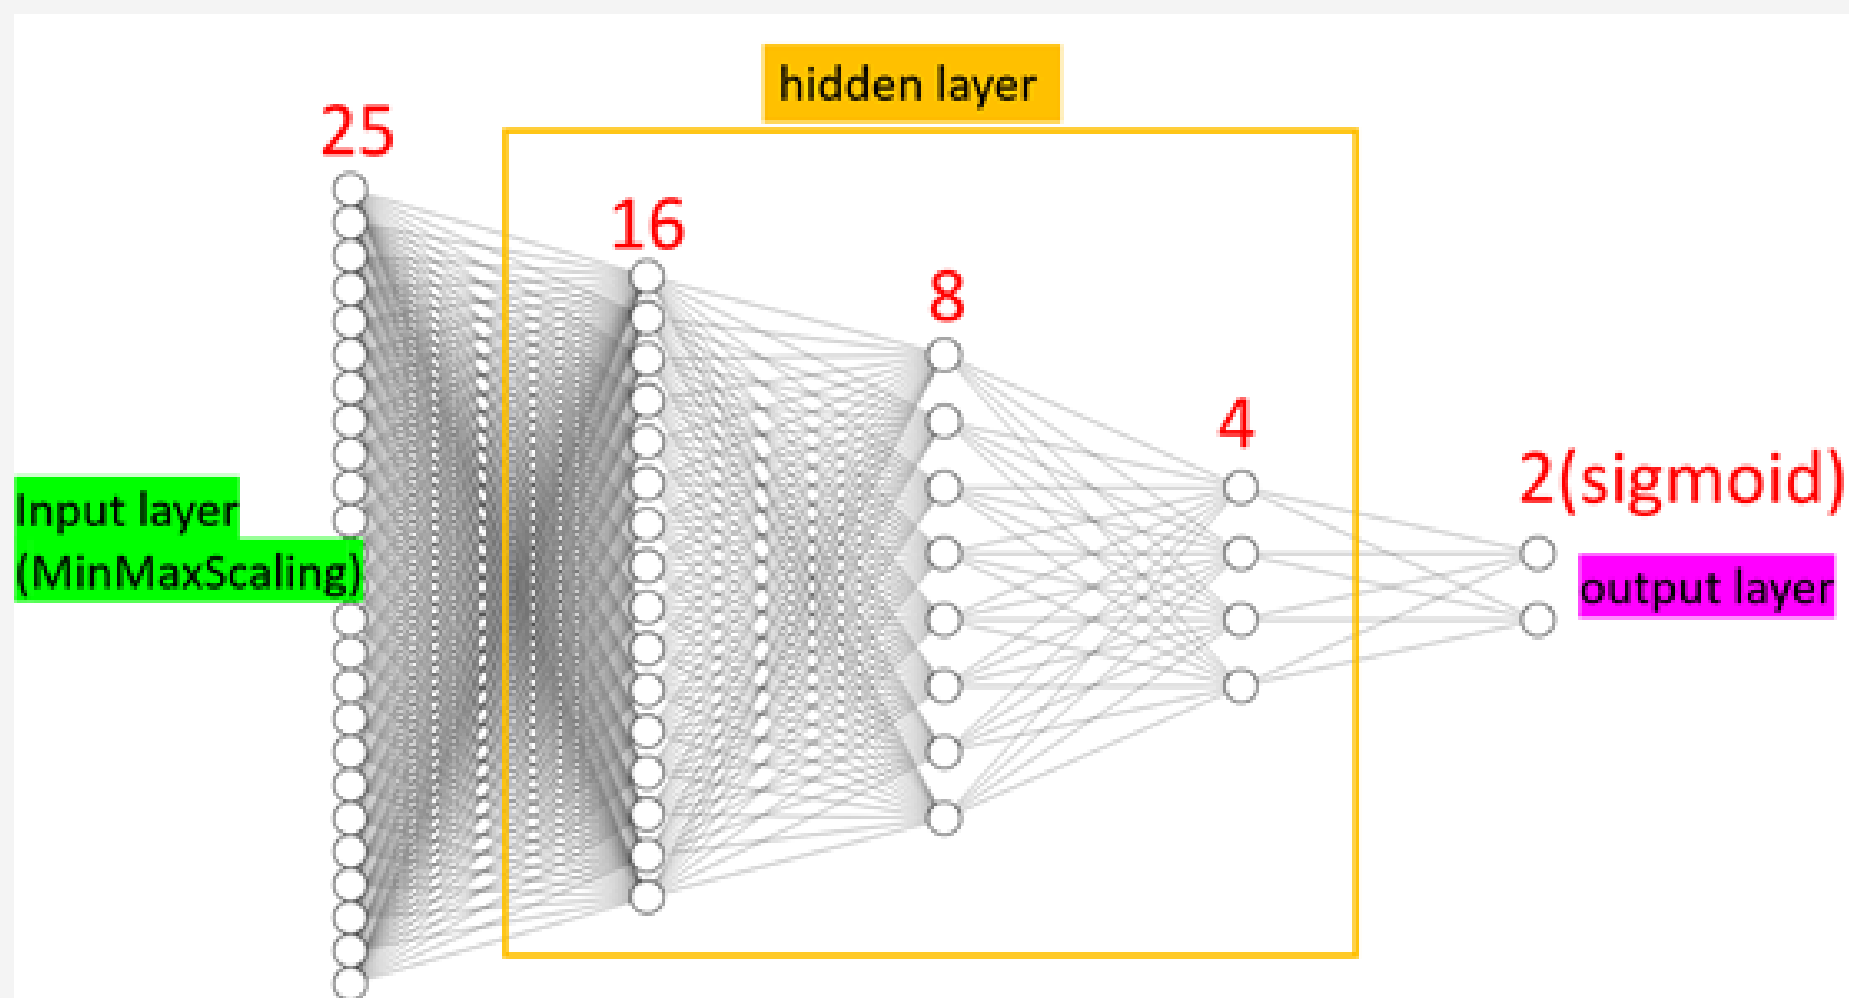 hidden layer
25
16
8
4
2(sigmoid)
Input layer
(MinMaxScaling)
output layer